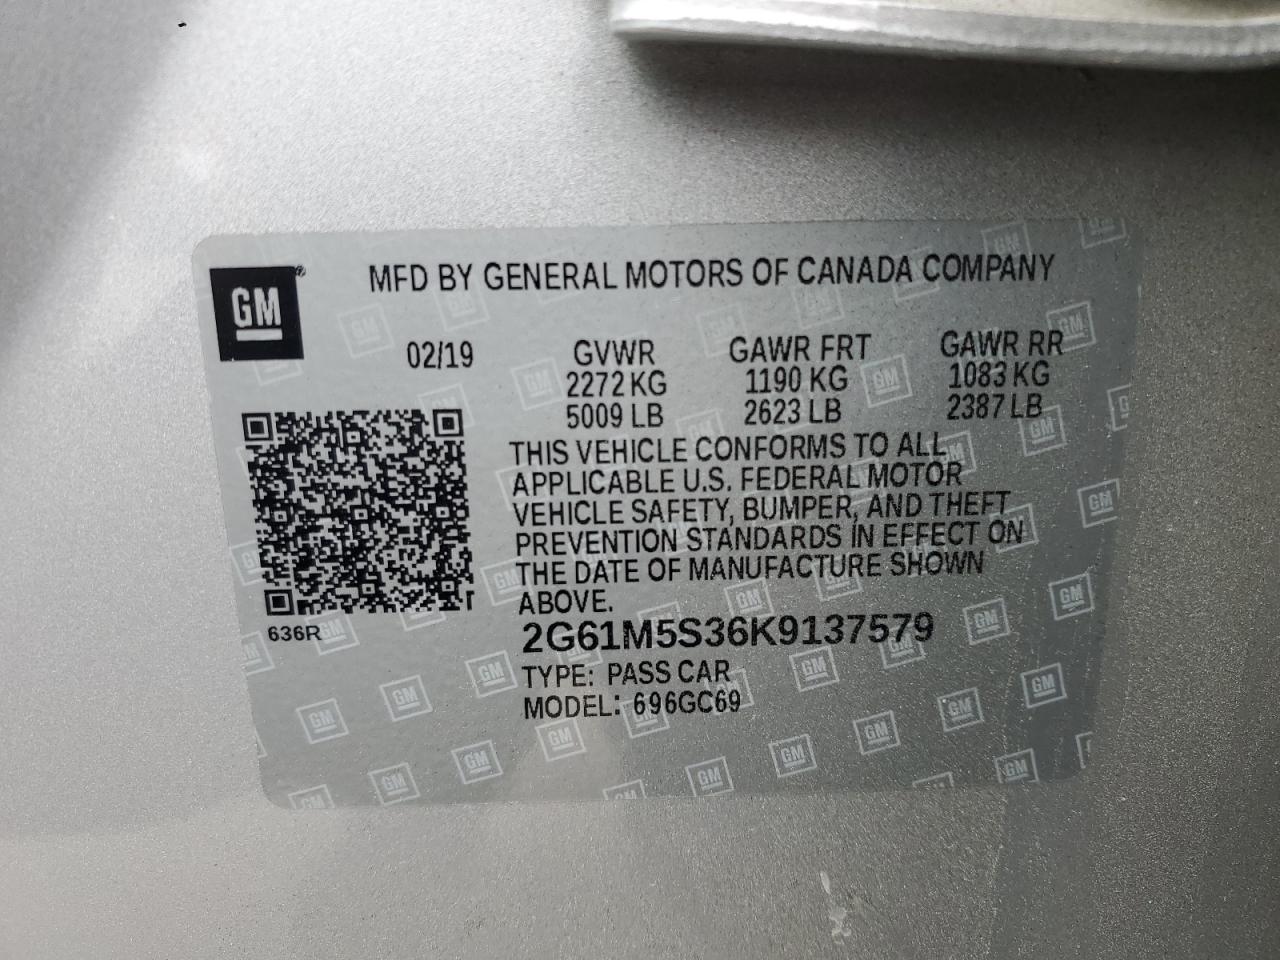 GM
MFD BY GENERAL MOTORS OF CANADA COMPANY
02/19 GVWR GAWR FRT GAWR RR
2272 KG 1190 KG 1083 KG
5009 LB 2623 LB 2387 LB
THIS VEHICLE CONFORMS TO ALL
APPLICABLE U.S. FEDERAL MOTOR
VEHICLE SAFETY, BUMPER, AND THEFT
PREVENTION STANDARDS IN EFFECT ON
THE DATE OF MANUFACTURE SHOWN
ABOVE.
636R
2G61M5S36K9137579
TYPE: PASS CAR
MODEL: 696GC69